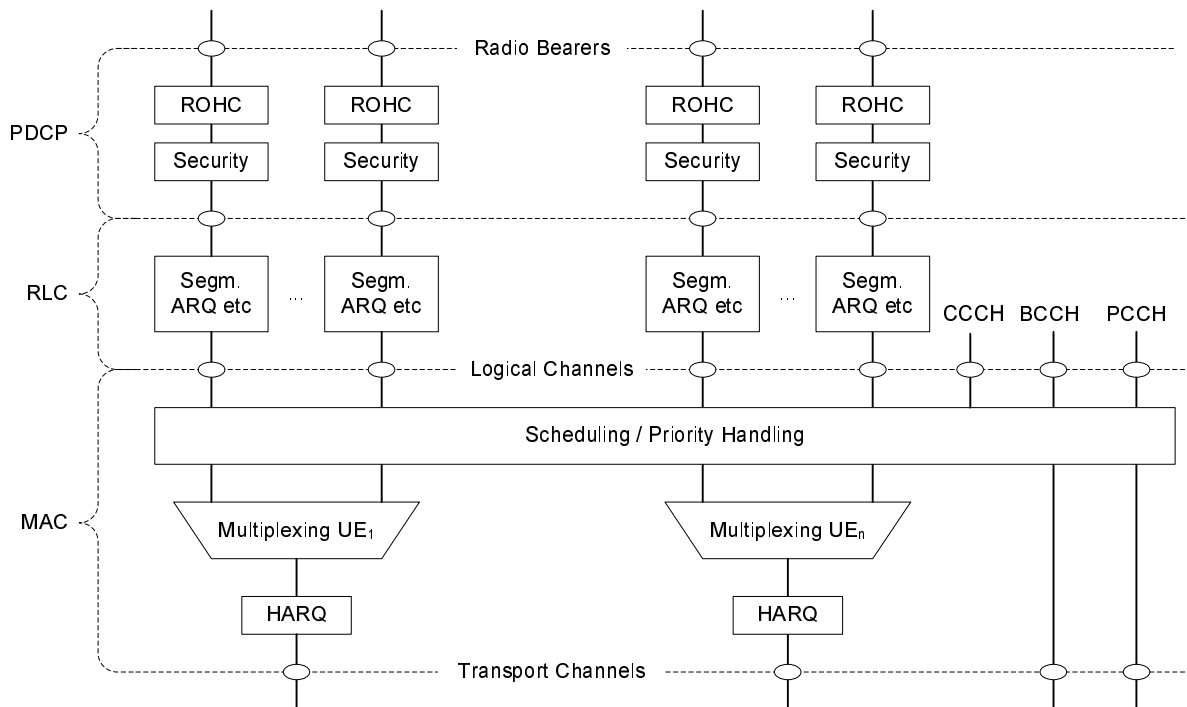 Radio Bearers
ROHC ROHC ROHC ROHC
PDCP
Security Security Security Security
Segm. Segm. Segm. Segm.
RLC
ARQ etc ... ARQ etc ARQ etc ... ARQ etc
CCCH BCCH PCCH
Logical Channels
Scheduling / Priority Handling
MAC
Multiplexing UE₁ Multiplexing UEₙ
HARQ HARQ
Transport Channels